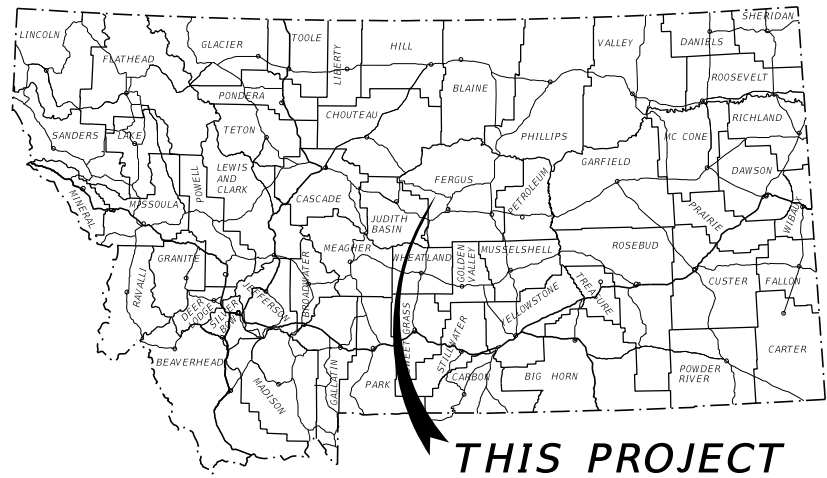 SHERIDAN
LINCOLN
GLACIER
TOOLE
LIBERTY
HILL
VALLEY
DANIELS
FLATHEAD
ROOSEVELT
BLAINE
PONDERA
CHOUTEAU
RICHLAND
SANDERS
LAKE
TETON
PHILLIPS
MC CONE
GARFIELD
LEWIS
AND
CLARK
POWELL
FERGUS
DAWSON
MINERAL
MISSOULA
CASCADE
PETROLEUM
JUDITH
BASIN
PRAIRIE
WIBAUX
GRANITE
MEAGHER
WHEATLAND
GOLDEN
VALLEY
MUSSELSHELL
ROSEBUD
RAVALLI
BROADWATER
JEFFERSON
TREASURE
CUSTER
FALLON
DEER
LODGE
SILVER
BOW
YELLOWSTONE
SWEET GRASS
STILLWATER
CARTER
BEAVERHEAD
MADISON
GALLATIN
PARK
CARBON
BIG HORN
POWDER
RIVER
THIS PROJECT